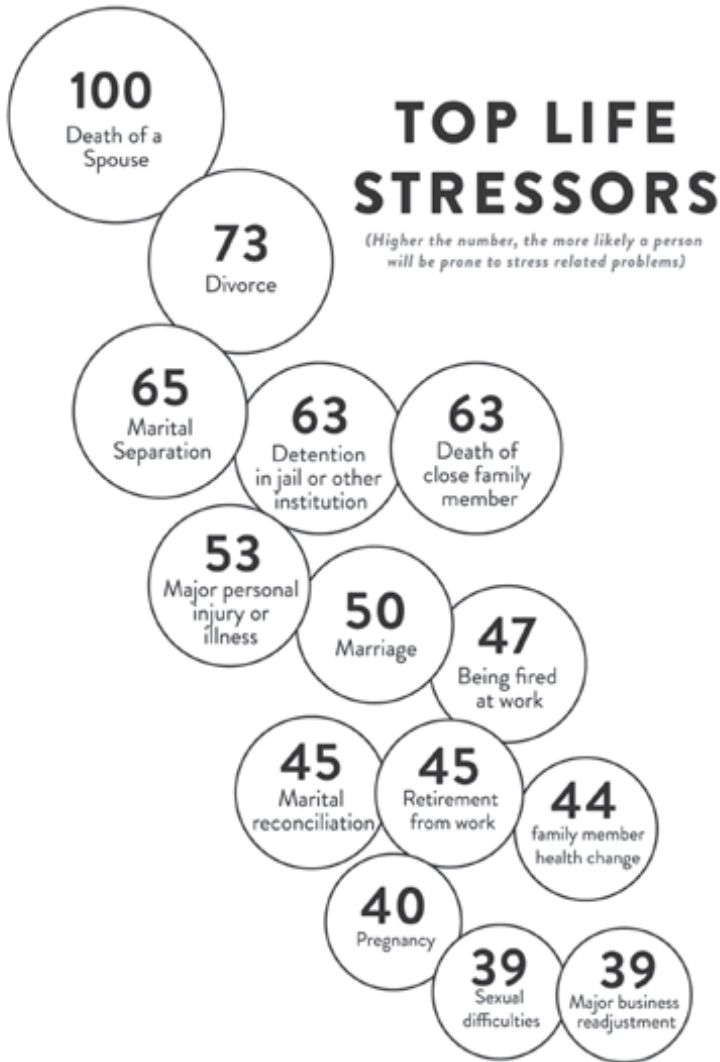 TOP LIFE
STRESSORS
(Higher the number, the more likely a person
will be prone to stress related problems)
100
Death of a
Spouse
73
Divorce
65
Marital
Separation
63
Detention
in jail or other
institution
63
Death of
close family
member
53
Major personal
injury or
illness
50
Marriage
47
Being fired
at work
45
Marital
reconciliation
45
Retirement
from work
44
family member
health change
40
Pregnancy
39
Sexual
difficulties
39
Major business
readjustment